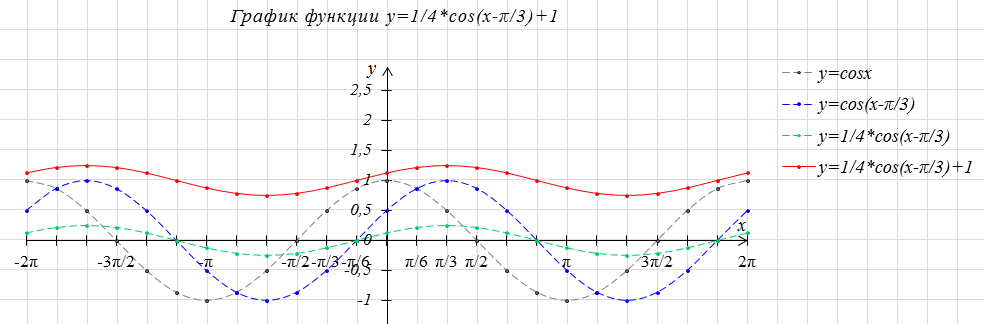 График функции y=1/4*cos(x-π/3)+1
y
2,5
2
1,5
1
0,5
0
-0,5
-1
x
-2π -3π/2 -π -π/2 -π/3 -π/6 π/6 π/3 π/2 π 3π/2 2π
y=cosx
y=cos(x-π/3)
y=1/4*cos(x-π/3)
y=1/4*cos(x-π/3)+1